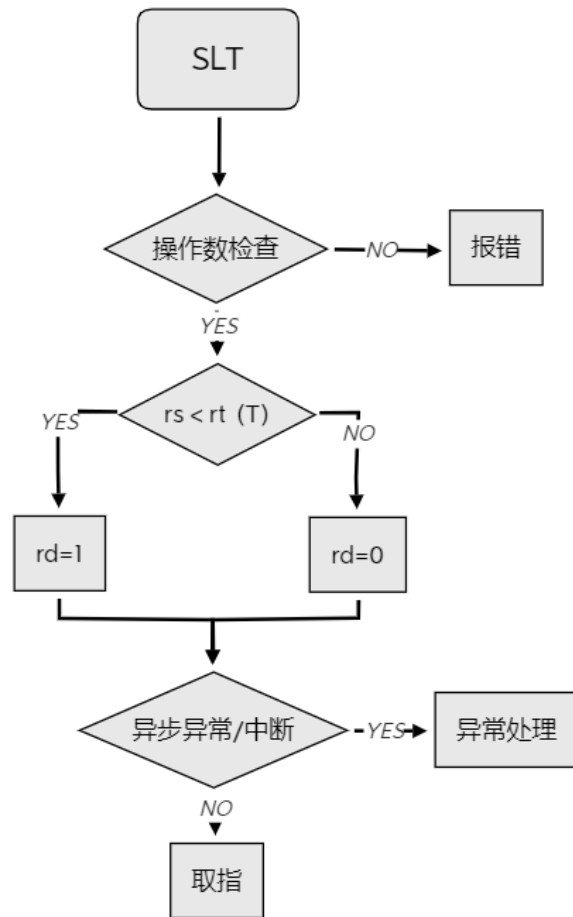 SLT
操作数检查
NO
报错
YES
rs < rt (T)
YES
NO
rd=1
rd=0
异步异常/中断
YES
异常处理
NO
取指